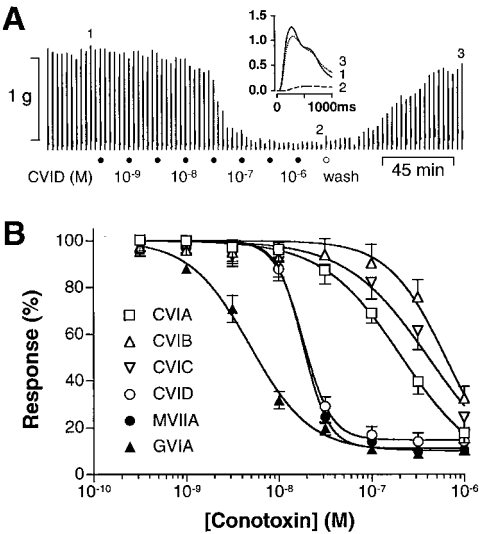 A
1
1.5
1.0
0.5
0
3
1
2
0
1000ms
3
1 g
2
CVID (M)
10-9
10-8
10-7
10-6
wash
45 min
B
100
80
60
40
20
0
Response (%)
CVIA
CVIB
CVIC
CVID
MVIIA
GVIA
10-10
10-9
10-8
10-7
10-6
[Conotoxin] (M)